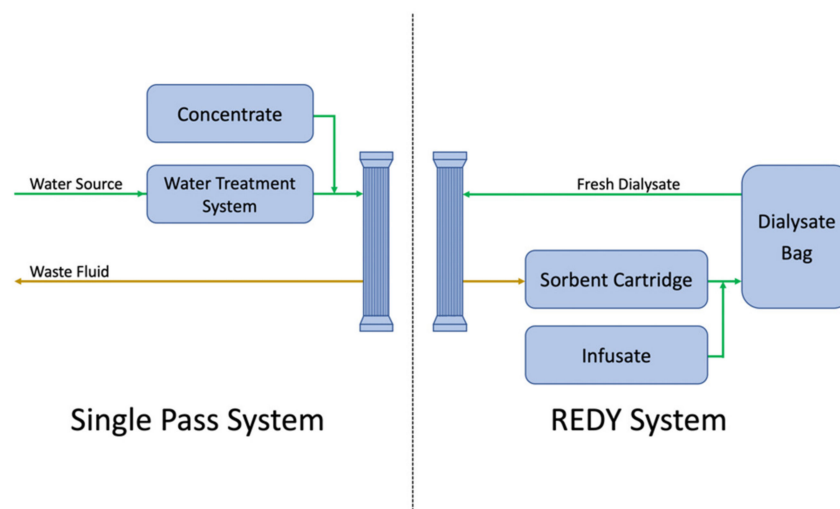 Concentrate
Water Source
Water Treatment
System
Waste Fluid
Single Pass System
Fresh Dialysate
Dialysate
Bag
Sorbent Cartridge
Infusate
REDY System